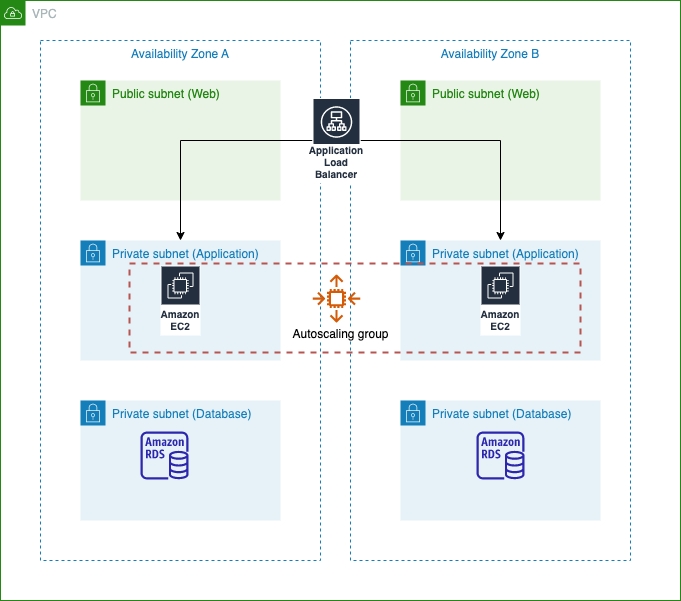 VPC
Availability Zone A
Availability Zone B
Public subnet (Web)
Public subnet (Web)
Application
Load
Balancer
Private subnet (Application)
Private subnet (Application)
Amazon
EC2
Amazon
EC2
Autoscaling group
Private subnet (Database)
Private subnet (Database)
Amazon
RDS
Amazon
RDS